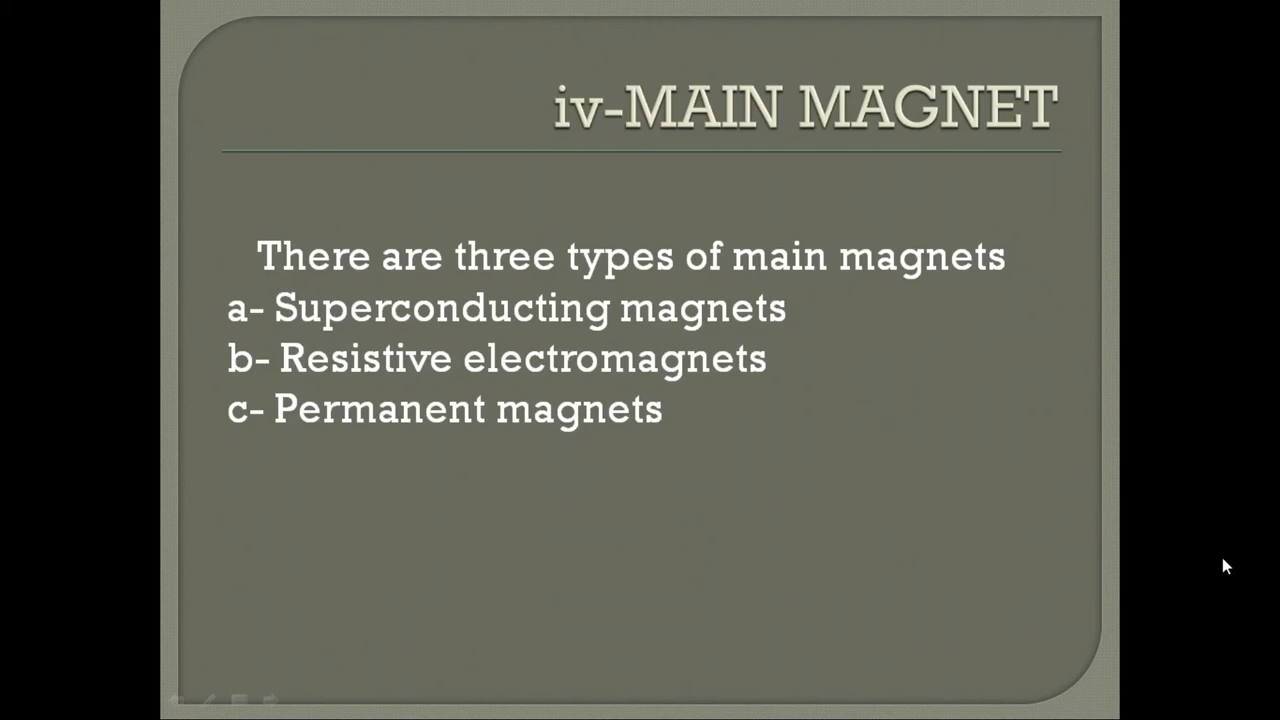 iv-MAIN MAGNET
There are three types of main magnets
a- Superconducting magnets
b- Resistive electromagnets
c- Permanent magnets